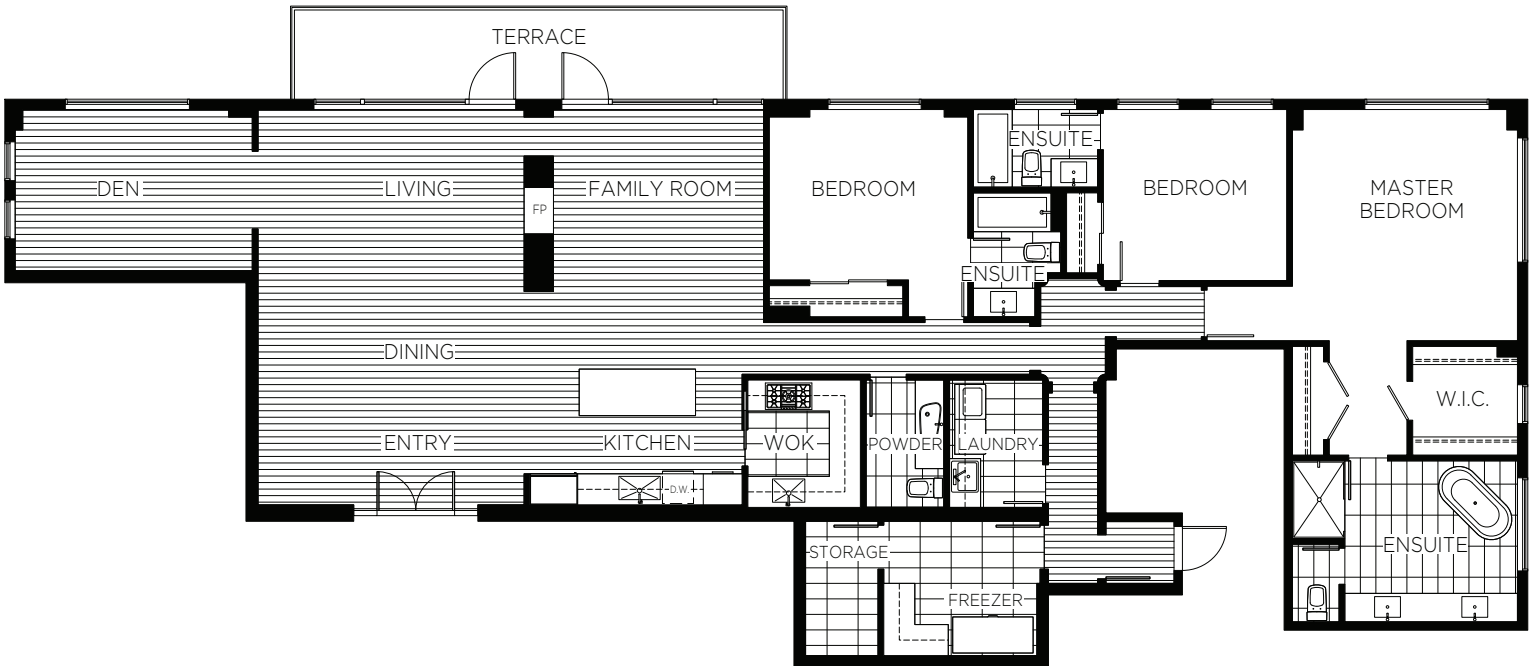 TERRACE
ENSUITE
DEN
LIVING
FAMILY ROOM
BEDROOM
BEDROOM
MASTER
BEDROOM
FP
ENSUITE
DINING
W.I.C.
ENTRY
KITCHEN
WOK
POWDER
LAUNDRY
D.W.
ENSUITE
STORAGE
FREEZER